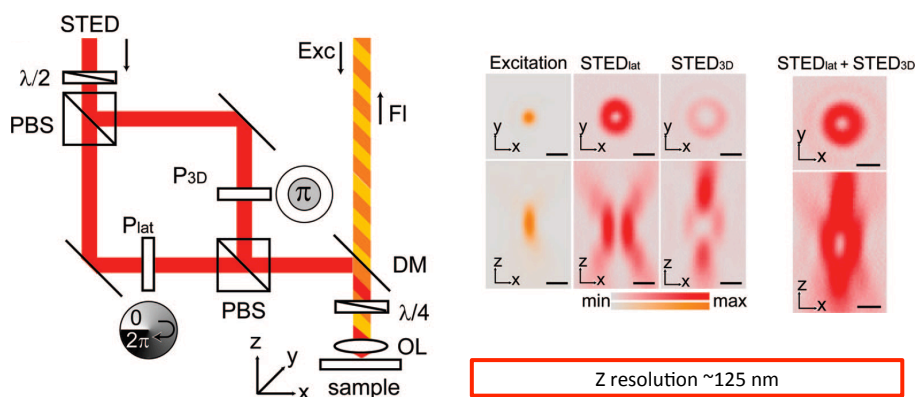 STED
Exc
λ/2
Fl
PBS
P3D
π
Plat
PBS
DM
0
2π
λ/4
OL
z
y
x
sample
Excitation
STEDlat
STED3D
y
x
z
x
min
max
STEDlat + STED3D
y
x
z
x
Z resolution ~125 nm